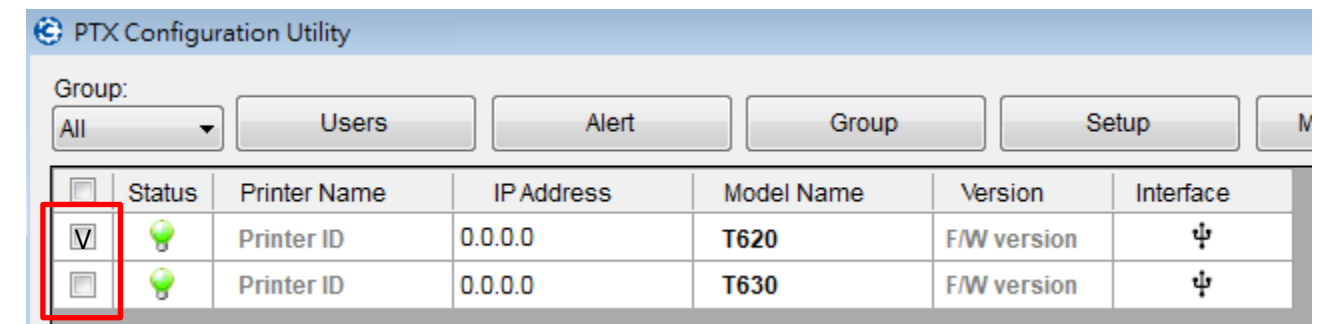 PTX Configuration Utility
Group:
All Users Alert Group Setup M
Status Printer Name IP Address Model Name Version Interface
V Printer ID 0.0.0.0 T620 F/W version
Printer ID 0.0.0.0 T630 F/W version